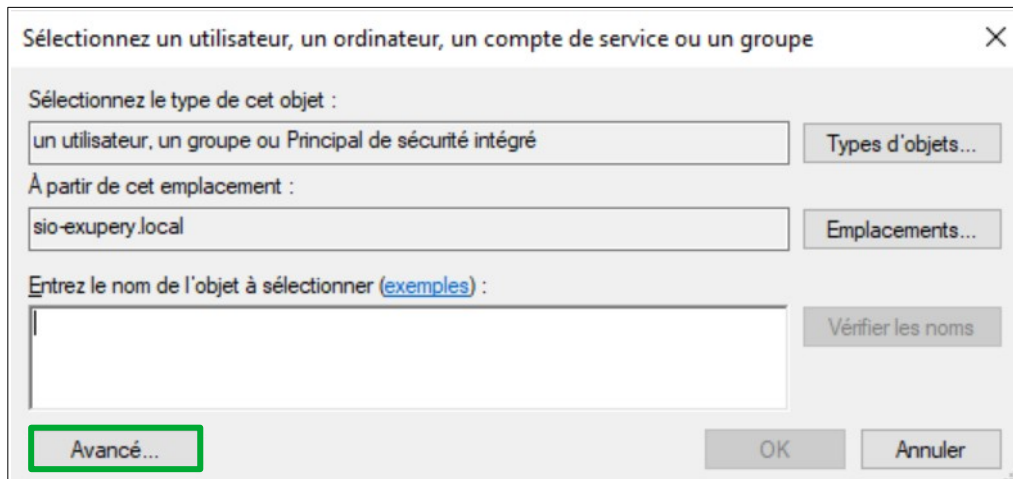 Sélectionnez un utilisateur, un ordinateur, un compte de service ou un groupe
Sélectionnez le type de cet objet :
un utilisateur, un groupe ou Principal de sécurité intégré
Types d'objets...
À partir de cet emplacement :
sio-exupery.local
Emplacements...
Entrez le nom de l'objet à sélectionner (exemples) :
Vérifier les noms
Avancé...
OK
Annuler